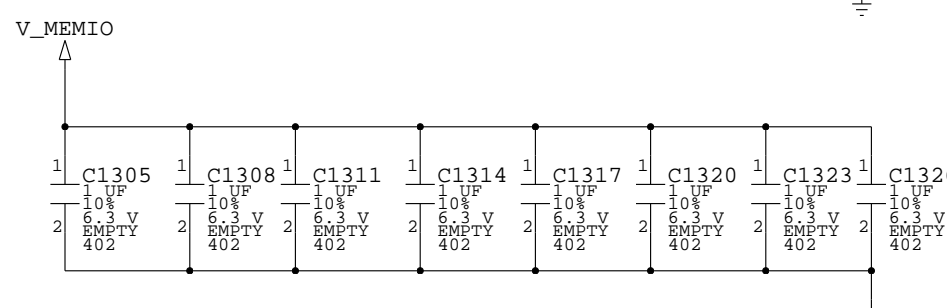 V_MEMIO
1 C1305
1 UF
10%
6.3 V
EMPTY
402
2
1 C1308
1 UF
10%
6.3 V
EMPTY
402
2
1 C1311
1 UF
10%
6.3 V
EMPTY
402
2
1 C1314
1 UF
10%
6.3 V
EMPTY
402
2
1 C1317
1 UF
10%
6.3 V
EMPTY
402
2
1 C1320
1 UF
10%
6.3 V
EMPTY
402
2
1 C1323
1 UF
10%
6.3 V
EMPTY
402
2
1
1 UF
10%
6.3 V
EMPTY
402
2